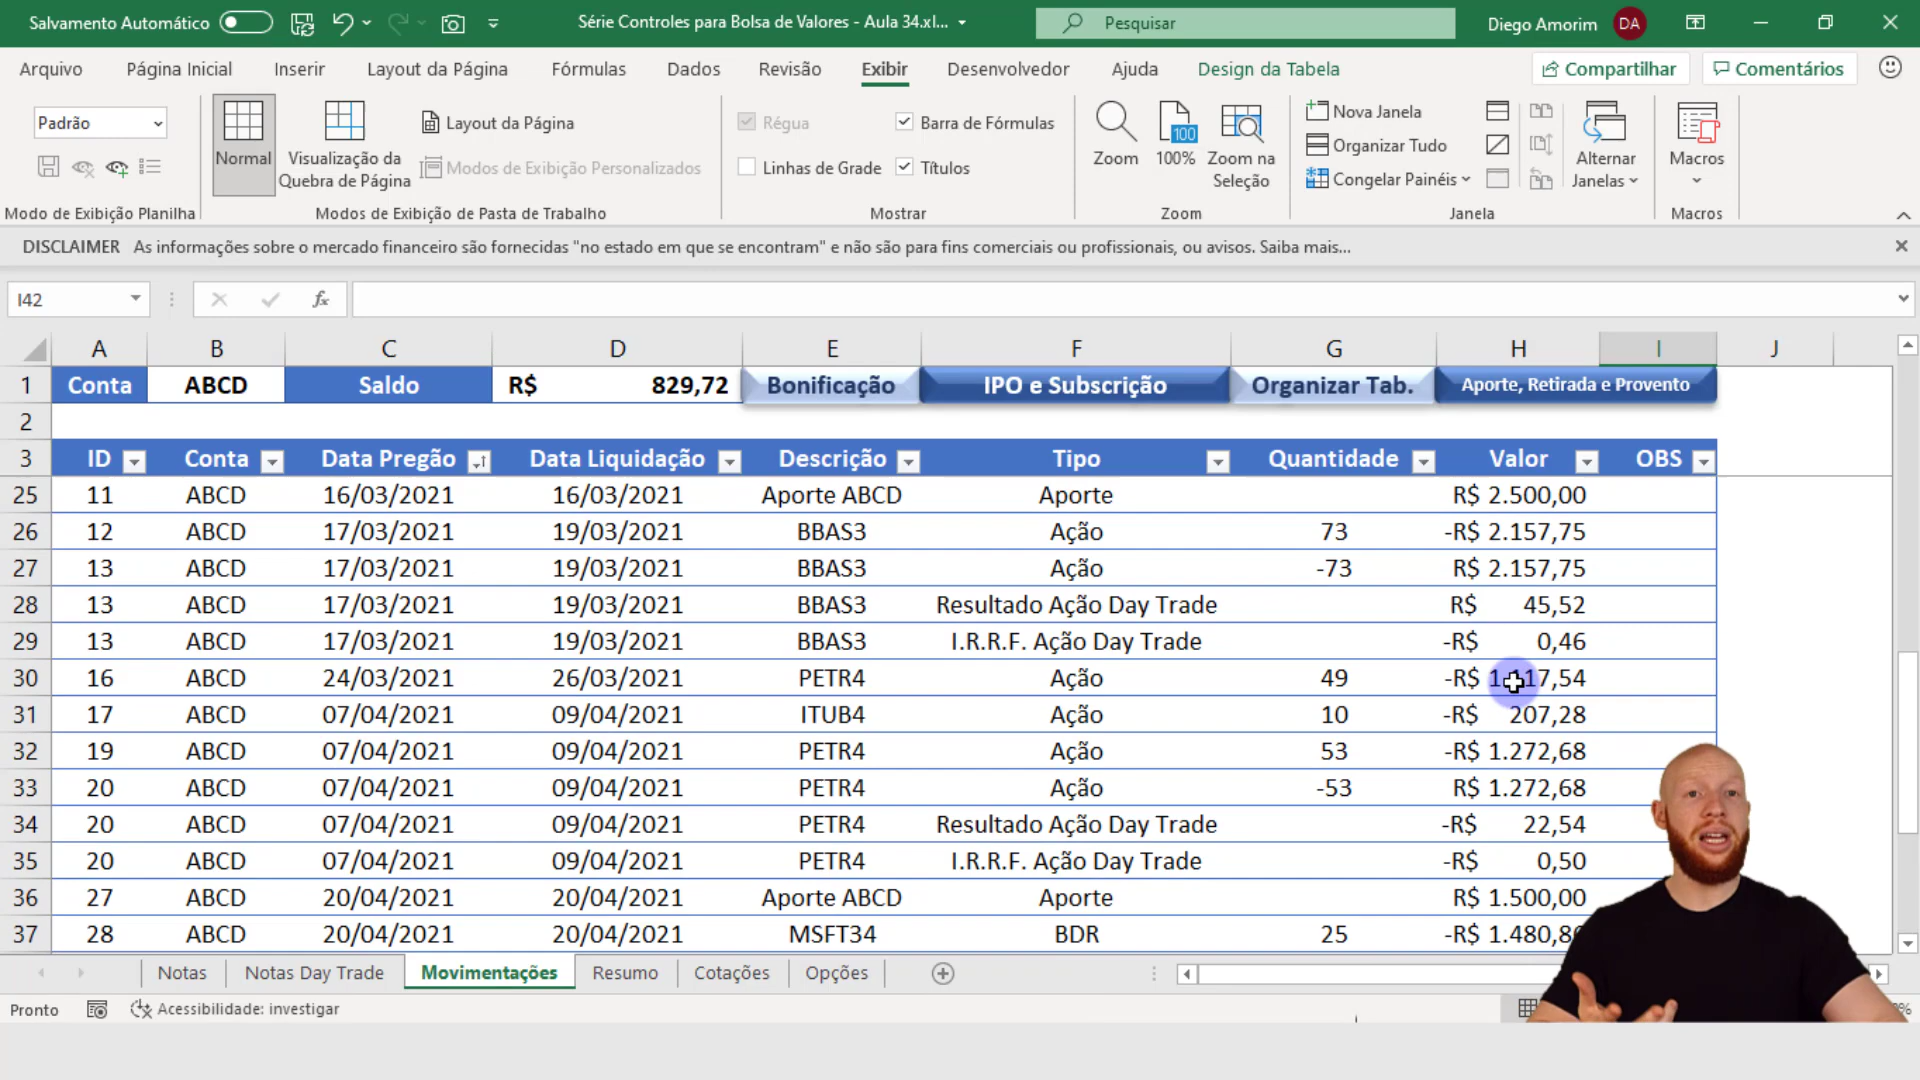 Salvamento Automático
Série Controles para Bolsa de Valores - Aula 34.xl...
Pesquisar
Diego Amorim
DA
Arquivo Página Inicial Inserir Layout da Página Fórmulas Dados Revisão Exibir Desenvolvedor Ajuda Design da Tabela
Compartilhar
Comentários
Padrão
Normal
Visualização da
Quebra de Página
Layout da Página
Modos de Exibição Personalizados
Régua
Barra de Fórmulas
Linhas de Grade
Títulos
Zoom
100
100%
Zoom na
Seleção
Nova Janela
Organizar Tudo
Congelar Painéis
Alternar
Janelas
Macros
Modo de Exibição Planilha
Modos de Exibição de Pasta de Trabalho
Mostrar
Zoom
Janela
Macros
DISCLAIMER As informações sobre o mercado financeiro são fornecidas "no estado em que se encontram" e não são para fins comerciais ou profissionais, ou avisos. Saiba mais...
I42
fx
A B C D E F G H I J
1 Conta ABCD Saldo R$ 829,72 Bonificação IPO e Subscrição Organizar Tab. Aporte, Retirada e Provento
2
3 ID Conta Data Pregão Data Liquidação Descrição Tipo Quantidade Valor OBS
25 11 ABCD 16/03/2021 16/03/2021 Aporte ABCD Aporte R$ 2.500,00
26 12 ABCD 17/03/2021 19/03/2021 BBAS3 Ação 73 -R$ 2.157,75
27 13 ABCD 17/03/2021 19/03/2021 BBAS3 Ação -73 R$ 2.157,75
28 13 ABCD 17/03/2021 19/03/2021 BBAS3 Resultado Ação Day Trade R$ 45,52
29 13 ABCD 17/03/2021 19/03/2021 BBAS3 I.R.R.F. Ação Day Trade -R$ 0,46
30 16 ABCD 24/03/2021 26/03/2021 PETR4 Ação 49 -R$
31 17 ABCD 07/04/2021 09/04/2021 ITUB4 Ação 10 -R$ 207,28
32 19 ABCD 07/04/2021 09/04/2021 PETR4 Ação 53 -R$ 1.272,68
33 20 ABCD 07/04/2021 09/04/2021 PETR4 Ação -53 R$ 1.272,68
34 20 ABCD 07/04/2021 09/04/2021 PETR4 Resultado Ação Day Trade -R$ 22,54
35 20 ABCD 07/04/2021 09/04/2021 PETR4 I.R.R.F. Ação Day Trade -R$ 0,50
36 27 ABCD 20/04/2021 20/04/2021 Aporte ABCD Aporte R$ 1.500,00
37 28 ABCD 20/04/2021 20/04/2021 MSFT34 BDR 25 -R$
Notas Notas Day Trade Movimentações Resumo Cotações Opções
Pronto
Acessibilidade: investigar